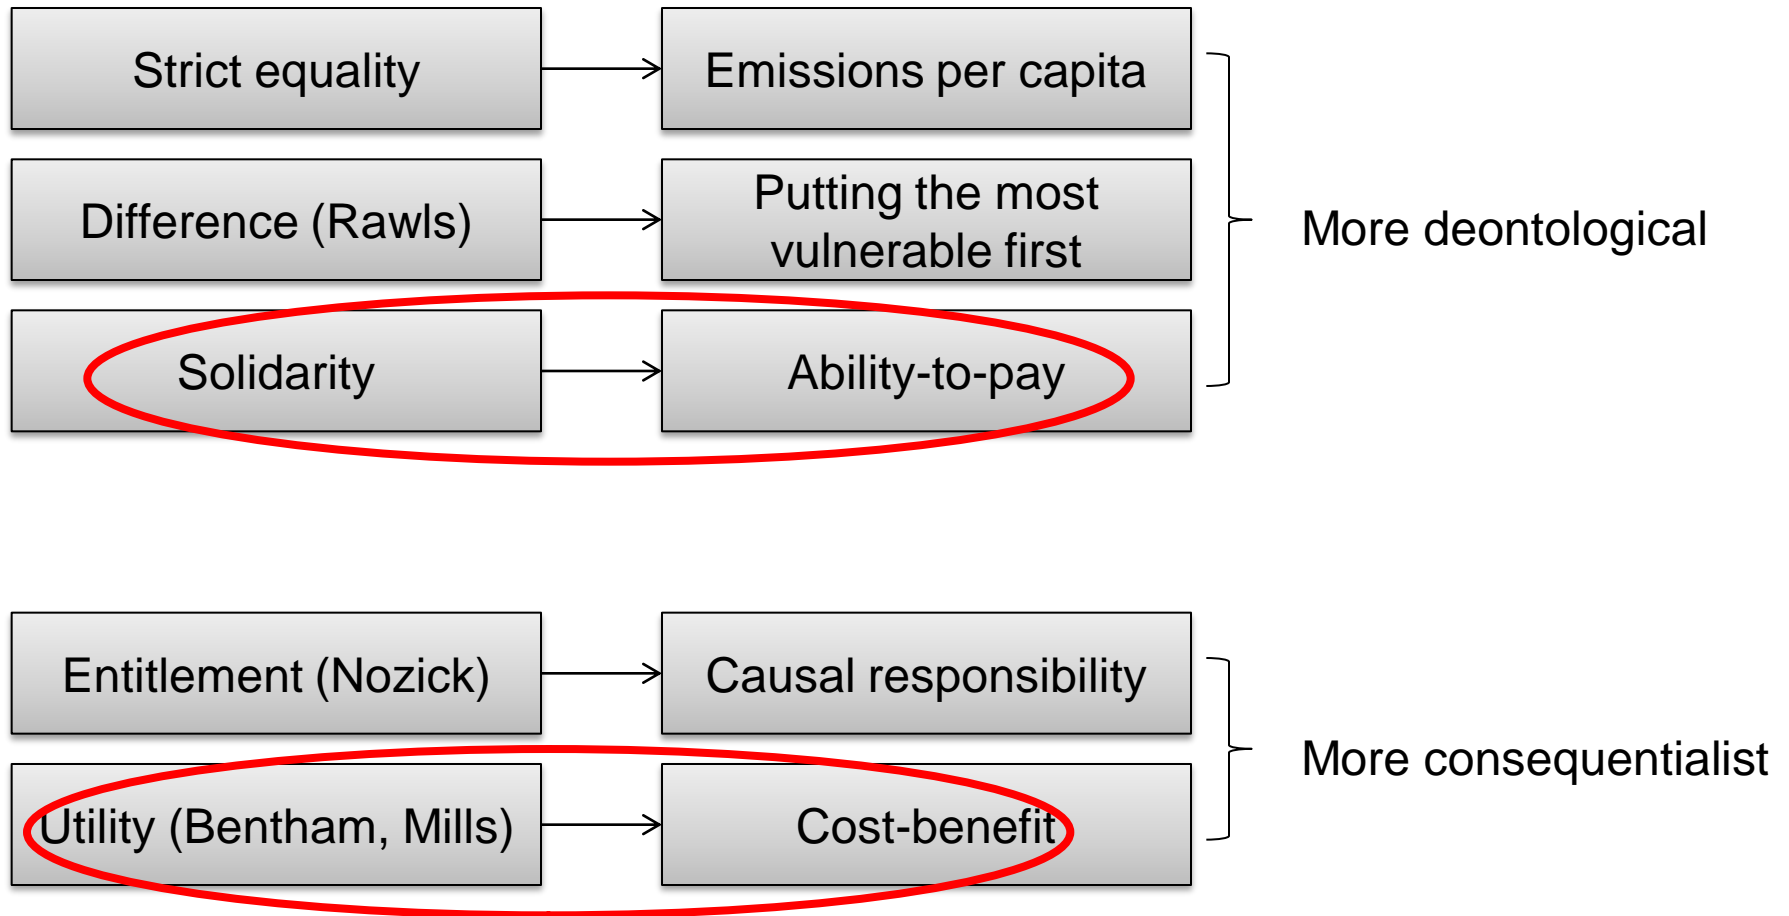 Strict equality
Emissions per capita
Difference (Rawls)
Putting the most
vulnerable first
More deontological
Solidarity
Ability-to-pay
Entitlement (Nozick)
Causal responsibility
More consequentialist
Utility (Bentham, Mills)
Cost-benefit